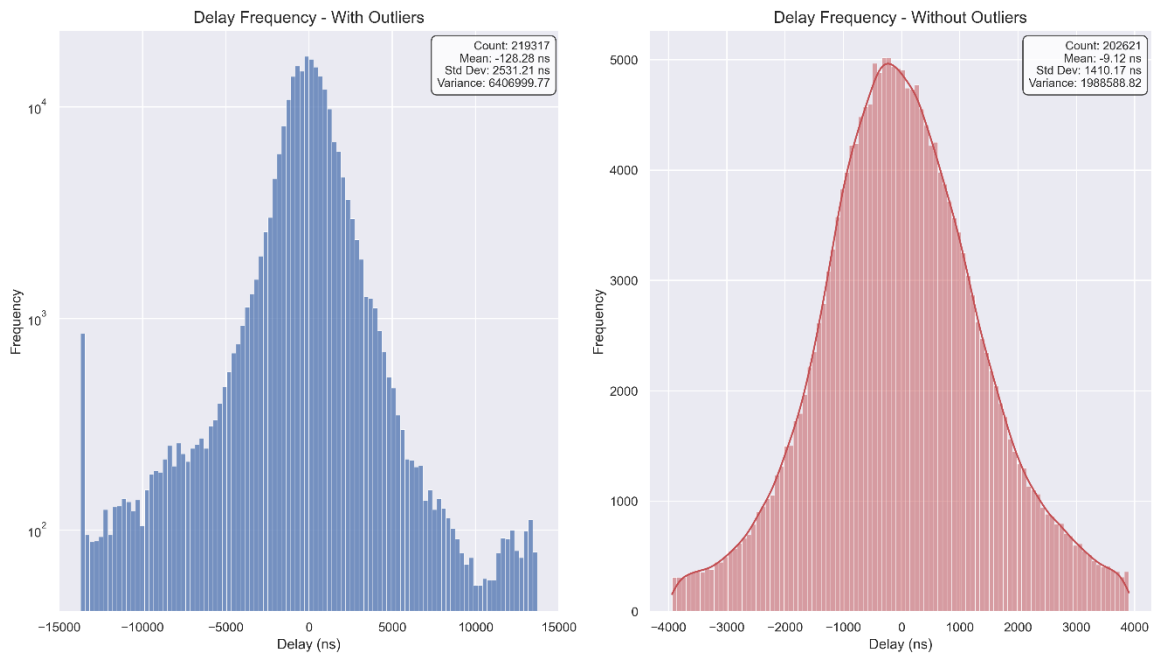 Delay Frequency - With Outliers
Count: 219317
Mean: -128.28 ns
Std Dev: 2531.21 ns
Variance: 6406999.77
10^4
10^3
10^2
Frequency
−15000 −10000 −5000 0 5000 10000 15000
Delay (ns)
Delay Frequency - Without Outliers
Count: 202621
Mean: -9.12 ns
Std Dev: 1410.17 ns
Variance: 1988588.82
5000
4000
3000
2000
1000
0
Frequency
−4000 −3000 −2000 −1000 0 1000 2000 3000 4000
Delay (ns)